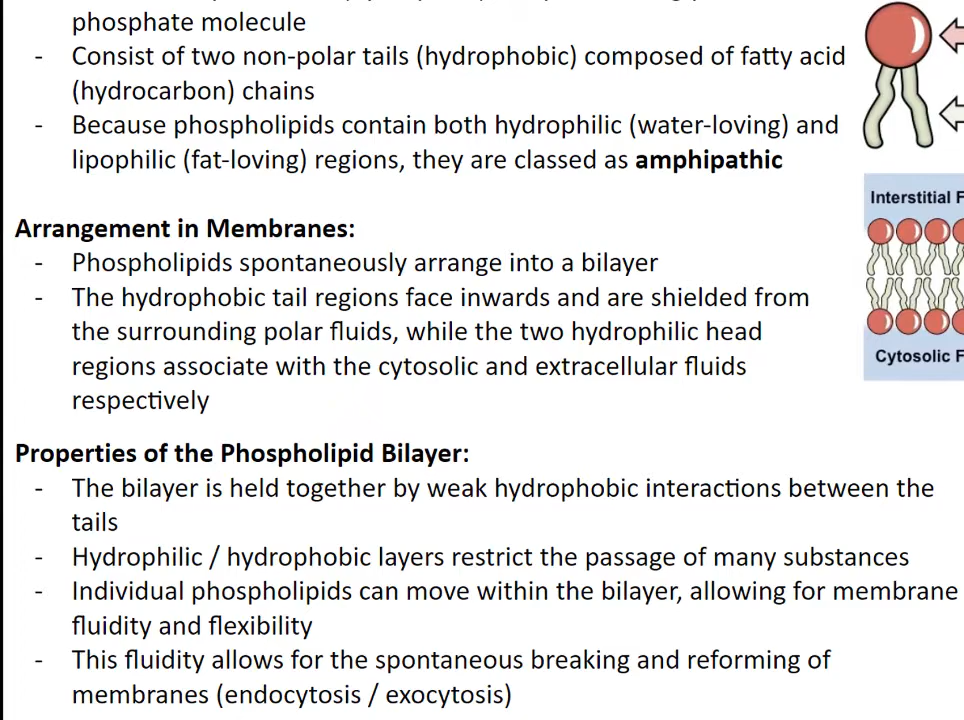 phosphate molecule
- Consist of two non-polar tails (hydrophobic) composed of fatty acid
(hydrocarbon) chains
- Because phospholipids contain both hydrophilic (water-loving) and
lipophilic (fat-loving) regions, they are classed as amphipathic
Arrangement in Membranes:
- Phospholipids spontaneously arrange into a bilayer
- The hydrophobic tail regions face inwards and are shielded from
the surrounding polar fluids, while the two hydrophilic head
regions associate with the cytosolic and extracellular fluids
respectively
Interstitial F
Cytosolic F
Properties of the Phospholipid Bilayer:
- The bilayer is held together by weak hydrophobic interactions between the
tails
- Hydrophilic / hydrophobic layers restrict the passage of many substances
- Individual phospholipids can move within the bilayer, allowing for membrane
fluidity and flexibility
- This fluidity allows for the spontaneous breaking and reforming of
membranes (endocytosis / exocytosis)